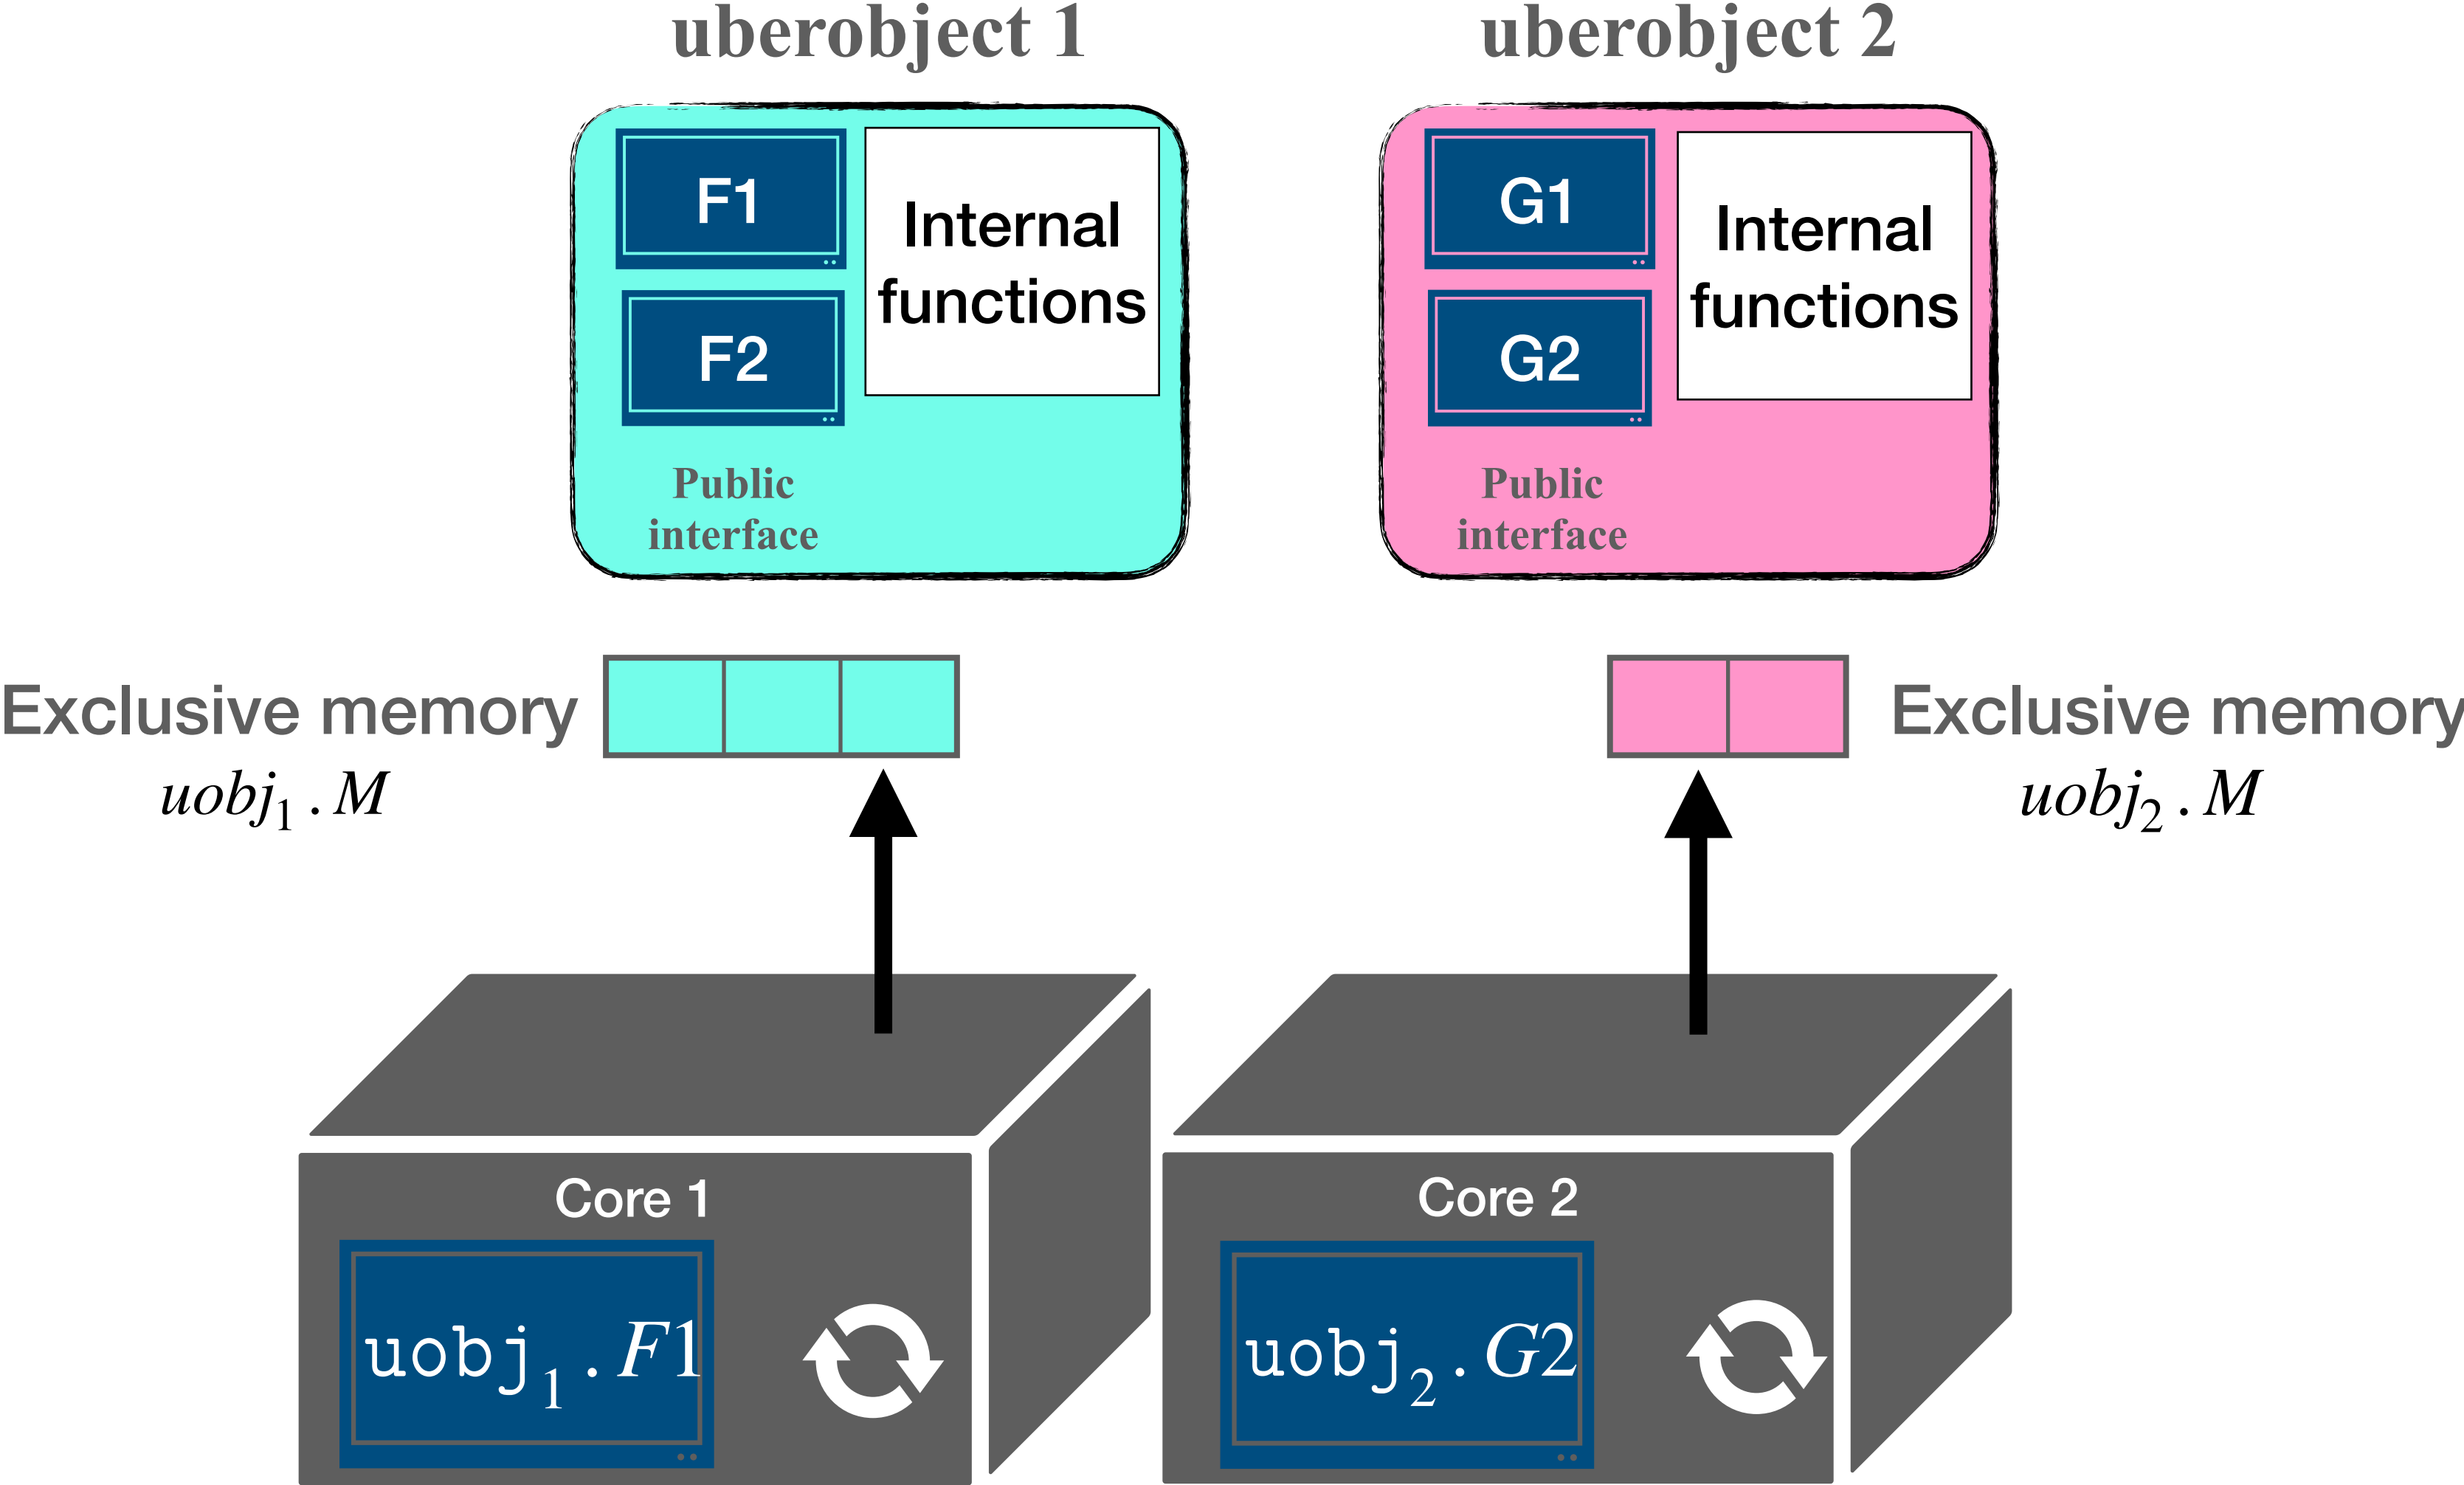 uberobject 1
uberobject 2
F1
Internal
functions
F2
Public
interface
G1
Internal
functions
G2
Public
interface
Exclusive memory
uobj₁ . M
Exclusive memory
uobj₂ . M
Core 1
uobj₁ . F1
Core 2
uobj₂ . G2